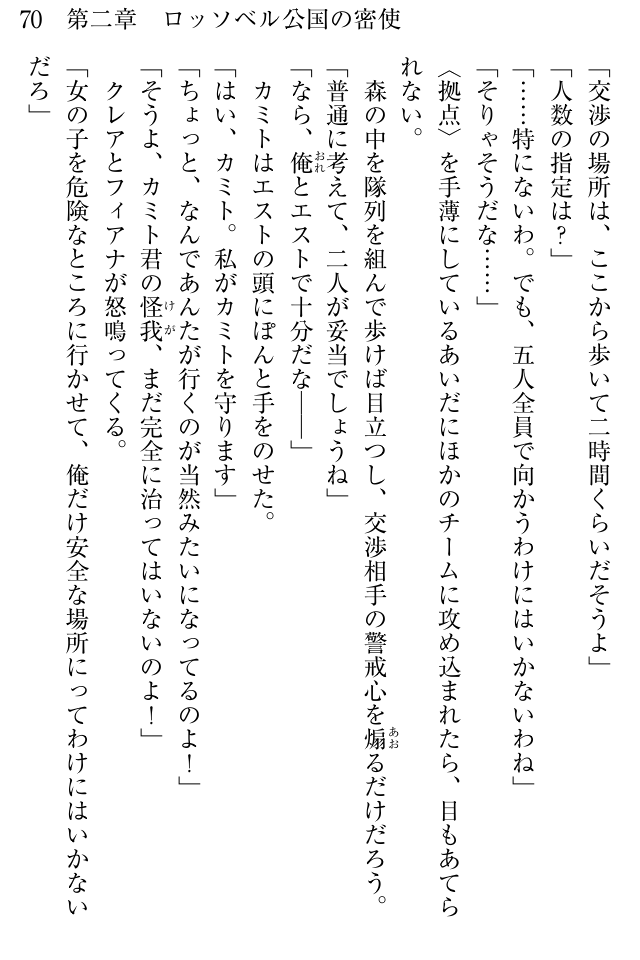 70　第二章　ロッソベル公国の密使
「交渉の場所は、ここから歩いて二時間くらいだそうよ」
「人数の指定は？」
「……特にないわ。でも、五人全員で向かうわけにはいかないわね」
「そりゃそうだな……」
〈拠点〉を手薄にしているあいだにほかのチームに攻め込まれたら、目もあてら
れない。
　森の中を隊列を組んで歩けば目立つし、交渉相手の警戒心を煽あおるだけだろう。
「普通に考えて、二人が妥当でしょうね」
「なら、俺おれとエストで十分だな――」
　カミトはエストの頭にぽんと手をのせた。
「はい、カミト。私がカミトを守ります」
「ちょっと、なんであんたが行くのが当然みたいになってるのよ！」
「そうよ、カミト君の怪我けが、まだ完全に治ってはいないのよ！」
　クレアとフィアナが怒鳴ってくる。
「女の子を危険なところに行かせて、俺だけ安全な場所にってわけにはいかない
だろ」